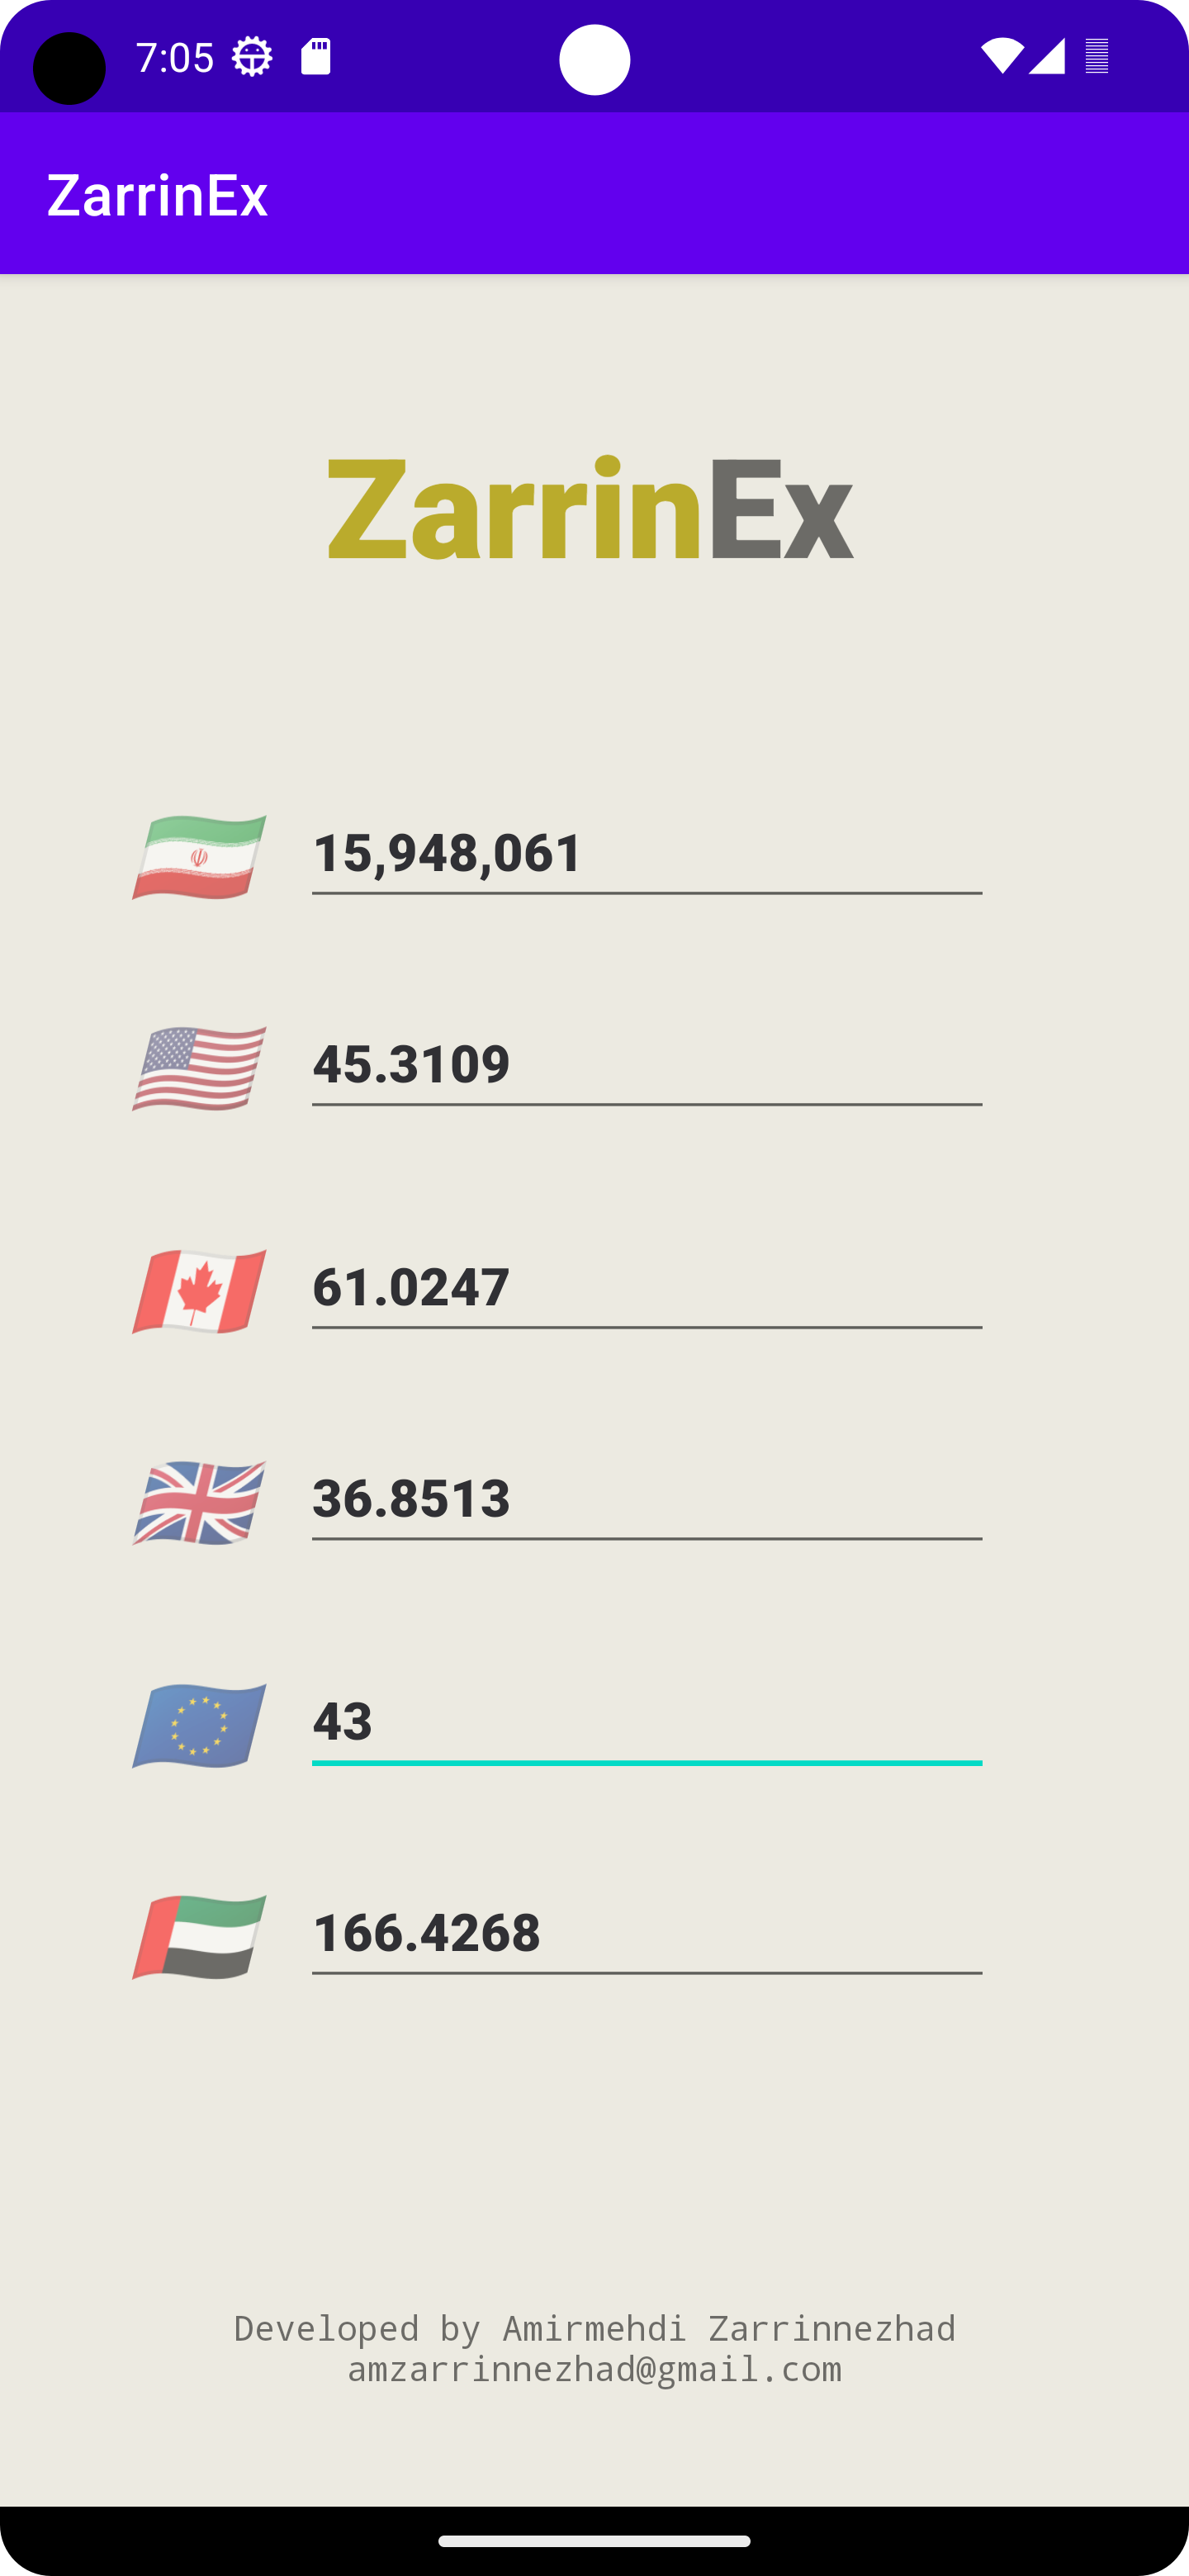 7:05
ZarrinEx
ZarrinEx
15,948,061
45.3109
61.0247
36.8513
43
166.4268
Developed by Amirmehdi Zarrinnezhad
amzarrinnezhad@gmail.com